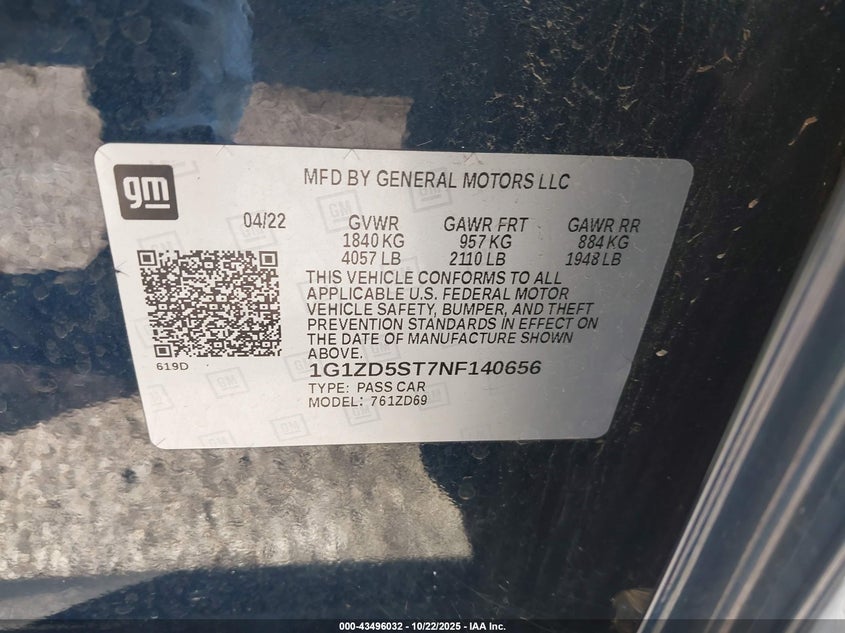 gm
MFD BY GENERAL MOTORS LLC
04/22 GVWR GAWR FRT GAWR RR
1840 KG 957 KG 884 KG
4057 LB 2110 LB 1948 LB
THIS VEHICLE CONFORMS TO ALL
APPLICABLE U.S. FEDERAL MOTOR
VEHICLE SAFETY, BUMPER, AND THEFT
PREVENTION STANDARDS IN EFFECT ON
THE DATE OF MANUFACTURE SHOWN
ABOVE.
619D
1G1ZD5ST7NF140656
TYPE: PASS CAR
MODEL: 761ZD69
000-43496032 - 10/22/2025 - IAA Inc.